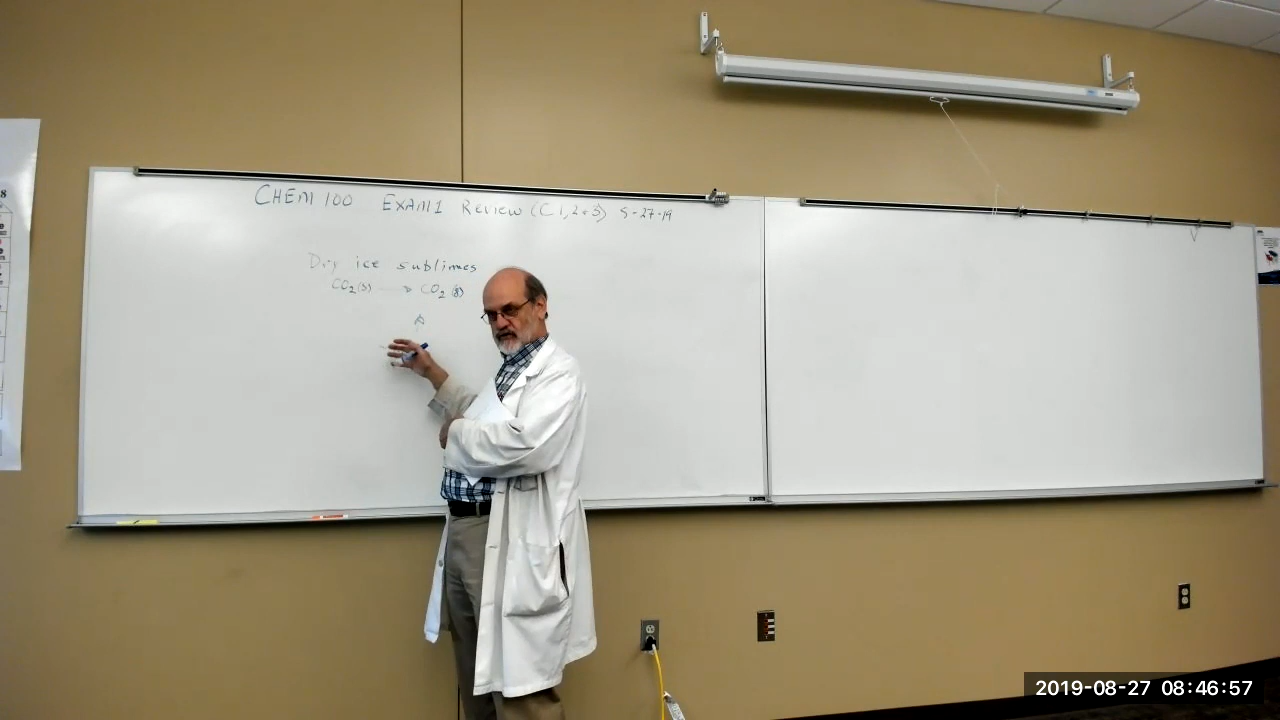 CHEM 100 EXAM 1 Review (C 1, 2 + 3) 8-27-19
Dry ice sublimes
CO2(s) → CO2(g)
2019-08-27 08:46:57